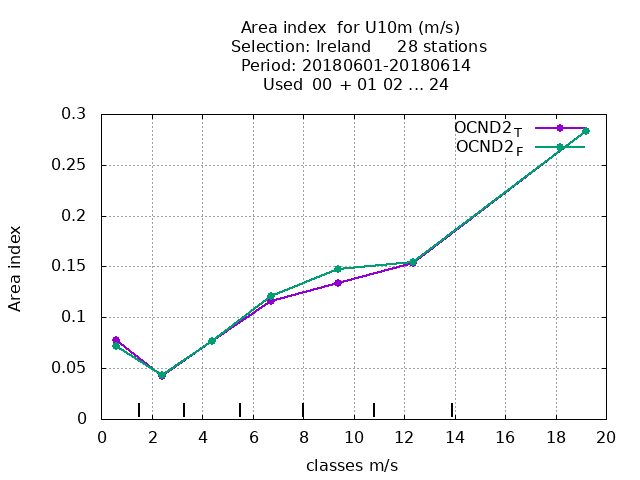 Area index  for U10m (m/s)
Selection: Ireland     28 stations
Period: 20180601-20180614
Used  00 + 01 02 ... 24
OCND2T
OCND2F
0.3
0.25
0.2
0.15
0.1
0.05
0
Area index
0 2 4 6 8 10 12 14 16 18 20
classes m/s